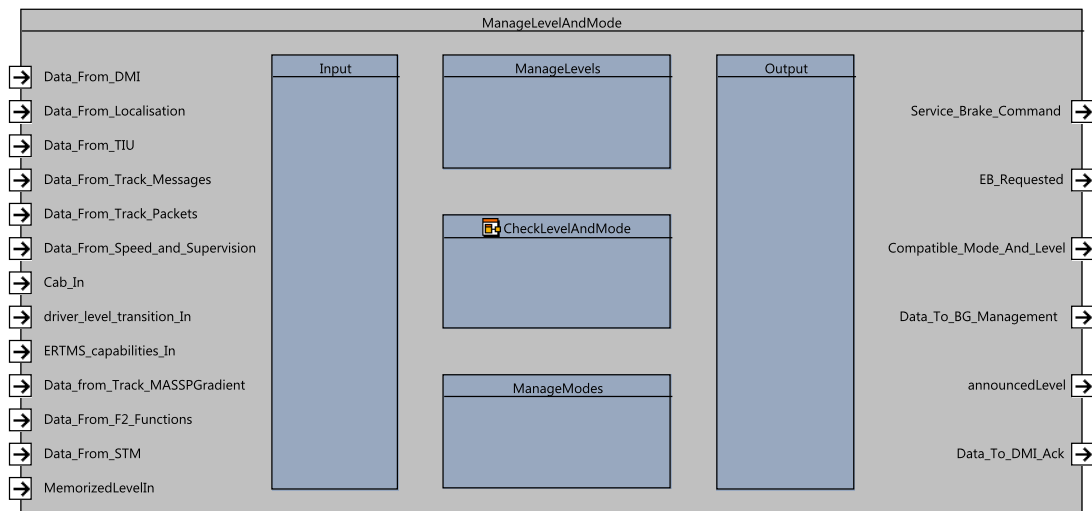 ManageLevelAndMode
Data_From_DMI
Data_From_Localisation
Data_From_TIU
Data_From_Track_Messages
Data_From_Track_Packets
Data_From_Speed_and_Supervision
Cab_In
driver_level_transition_In
ERTMS_capabilities_In
Data_from_Track_MASSPGradient
Data_From_F2_Functions
Data_From_STM
MemorizedLevelIn
Input
ManageLevels
CheckLevelAndMode
ManageModes
Output
Service_Brake_Command
EB_Requested
Compatible_Mode_And_Level
Data_To_BG_Management
announcedLevel
Data_To_DMI_Ack